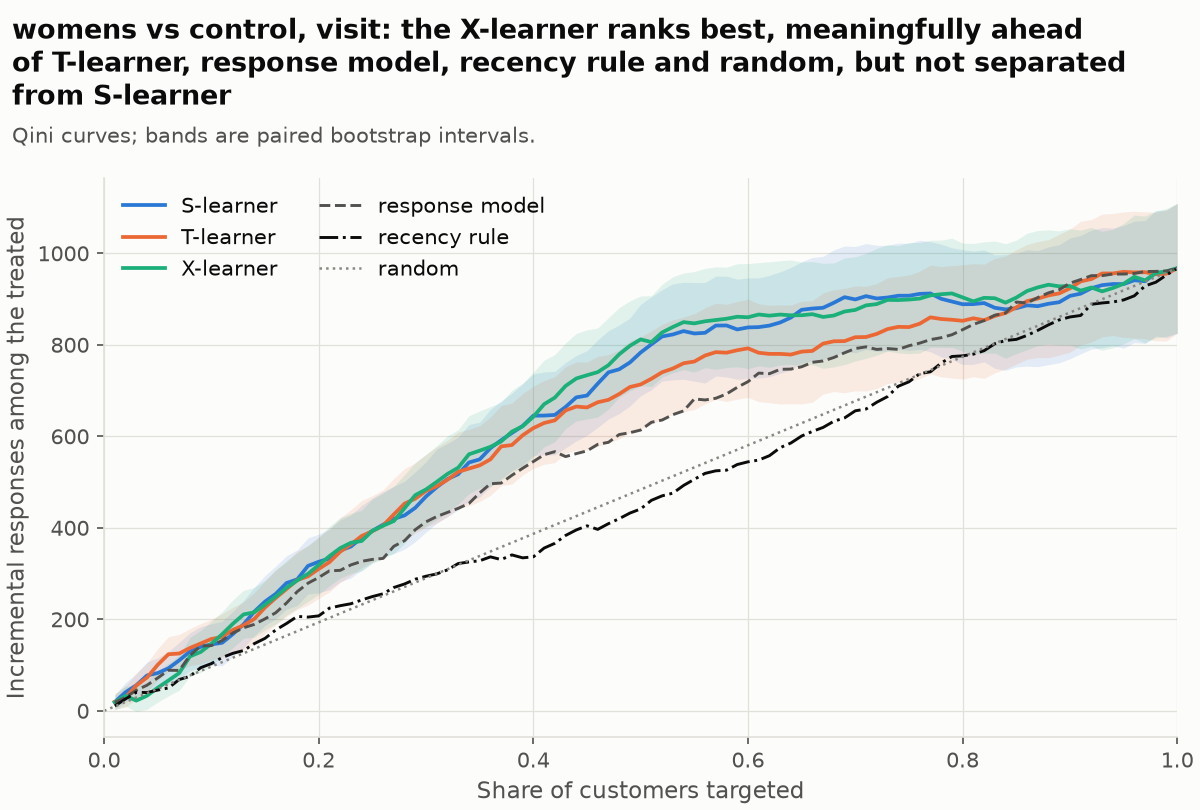 womens vs control, visit: the X-learner ranks best, meaningfully ahead
of T-learner, response model, recency rule and random, but not separated
from S-learner
Qini curves; bands are paired bootstrap intervals.
S-learner
T-learner
X-learner
response model
recency rule
random
Incremental responses among the treated
1000
800
600
400
200
0
0.0 0.2 0.4 0.6 0.8 1.0
Share of customers targeted